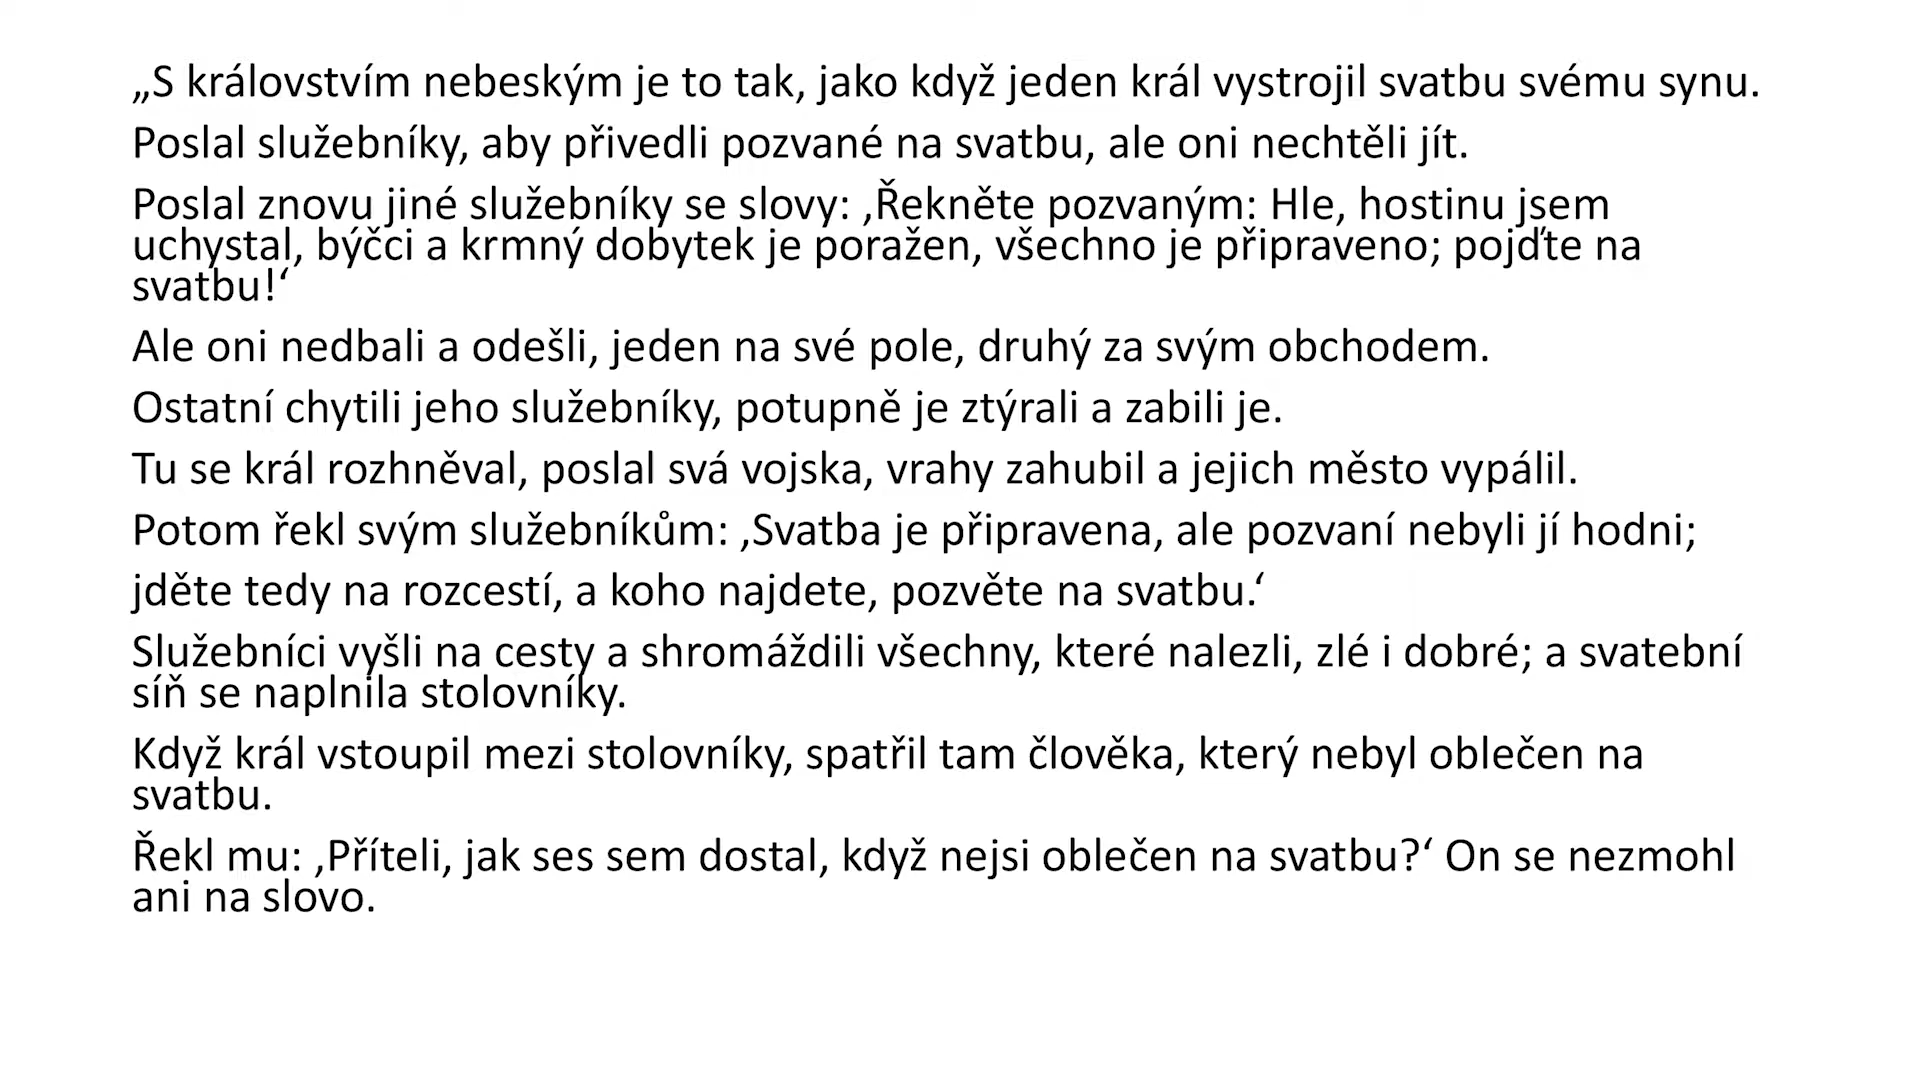 „S královstvím nebeským je to tak, jako když jeden král vystrojil svatbu svému synu.
Poslal služebníky, aby přivedli pozvané na svatbu, ale oni nechtěli jít.
Poslal znovu jiné služebníky se slovy: ‚Řekněte pozvaným: Hle, hostinu jsem
uchystal, býčci a krmný dobytek je poražen, všechno je připraveno; pojďte na
svatbu!‘
Ale oni nedbali a odešli, jeden na své pole, druhý za svým obchodem.
Ostatní chytili jeho služebníky, potupně je ztýrali a zabili je.
Tu se král rozhněval, poslal svá vojska, vrahy zahubil a jejich město vypálil.
Potom řekl svým služebníkům: ‚Svatba je připravena, ale pozvaní nebyli jí hodni;
jděte tedy na rozcestí, a koho najdete, pozvěte na svatbu.‘
Služebníci vyšli na cesty a shromáždili všechny, které nalezli, zlé i dobré; a svatební
síň se naplnila stolovníky.
Když král vstoupil mezi stolovníky, spatřil tam člověka, který nebyl oblečen na
svatbu.
Řekl mu: ‚Příteli, jak ses sem dostal, když nejsi oblečen na svatbu?‘ On se nezmohl
ani na slovo.